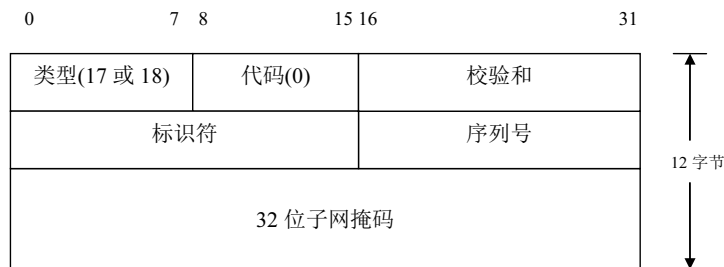 0 7 8 15 16 31
类型(17 或 18) 代码(0) 校验和
标识符 序列号
12 字节
32 位子网掩码